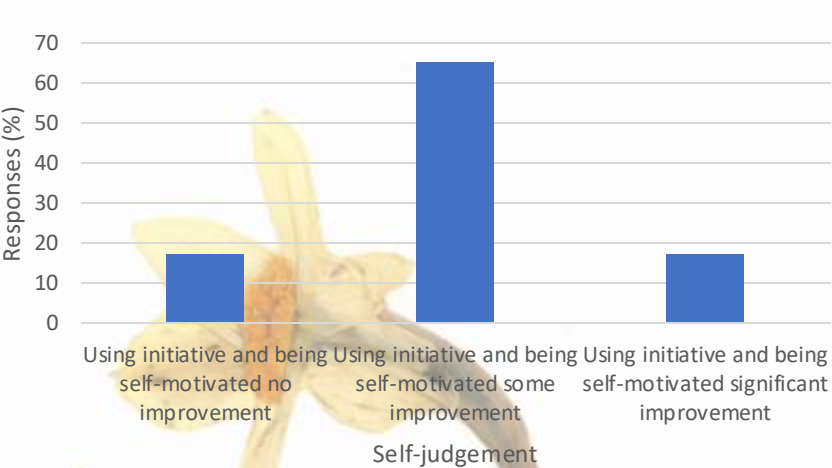 70
60
50
40
30
20
10
0
Responses (%)
Using initiative and being
self-motivated no
improvement
Using initiative and being
self-motivated some
improvement
Using initiative and being
self-motivated significant
improvement
Self-judgement